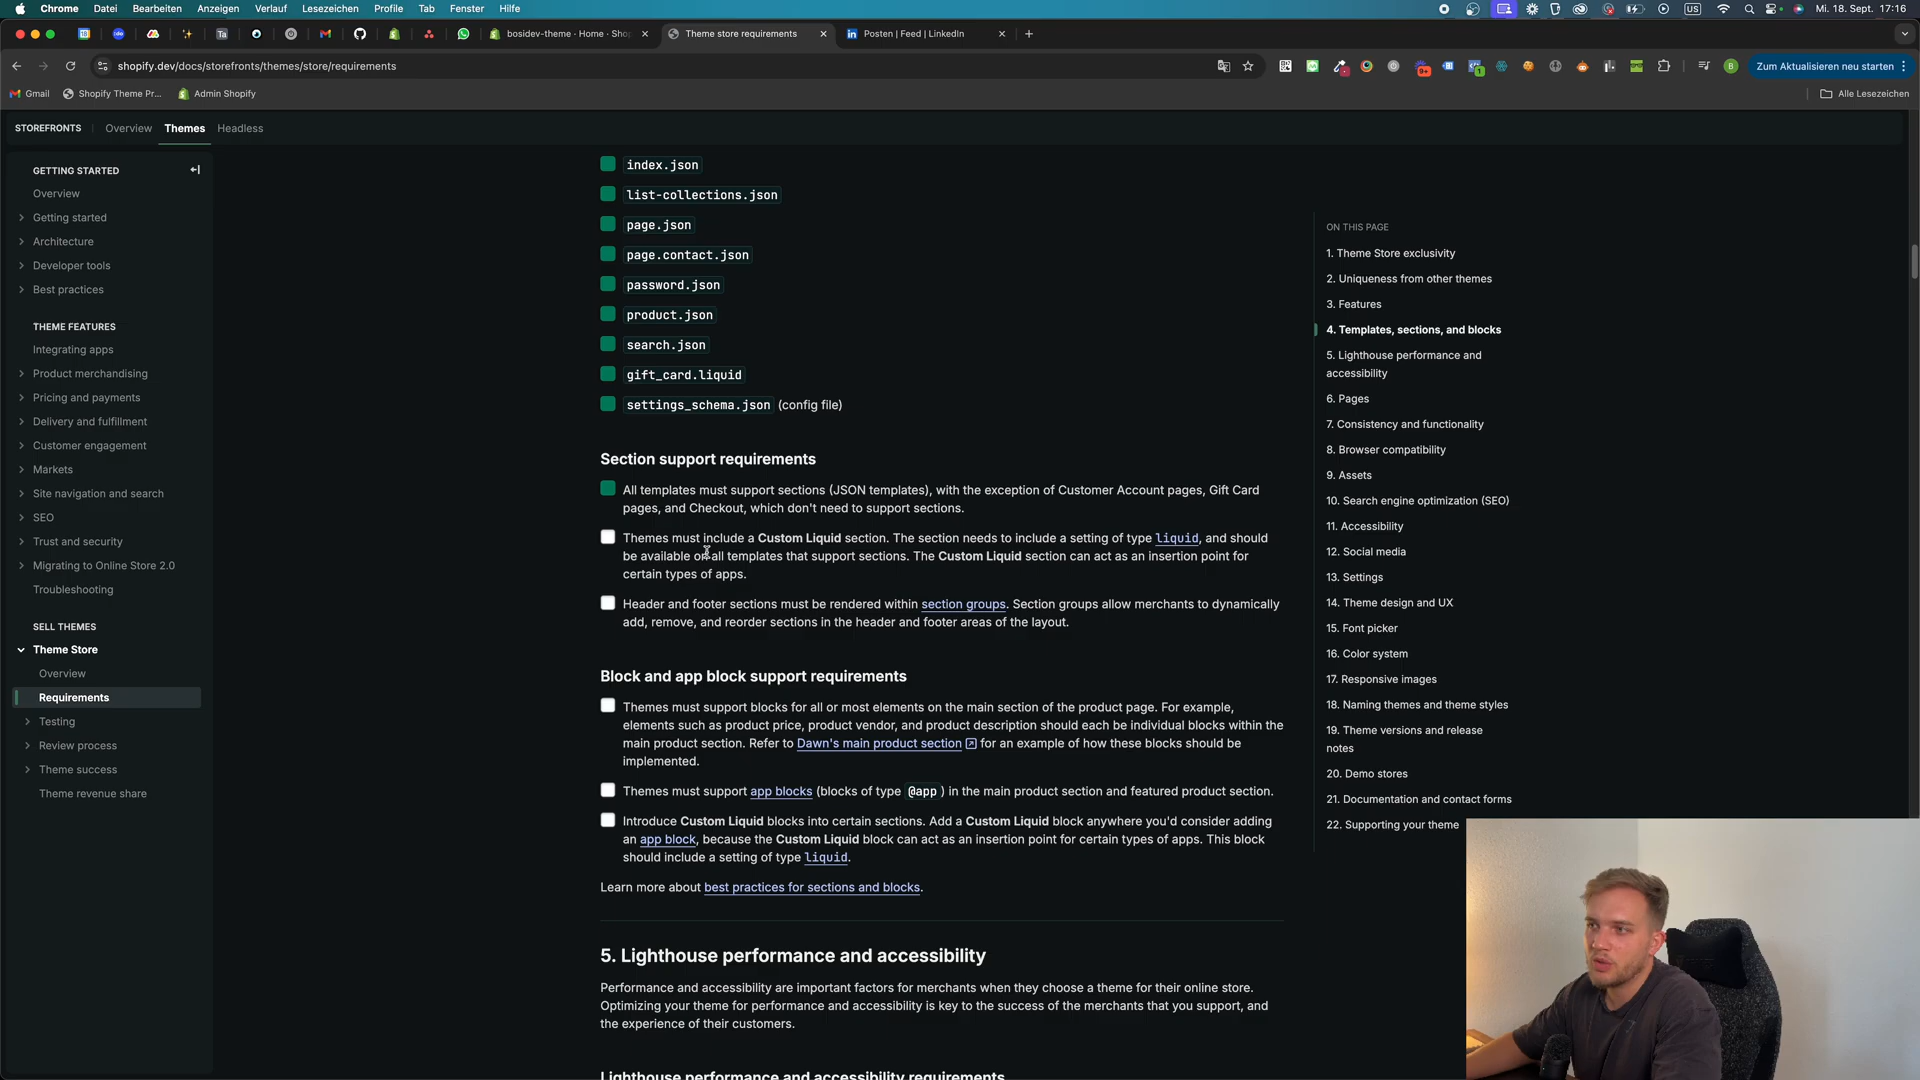 Chrome Datei Bearbeiten Anzeigen Verlauf Lesezeichen Profile Tab Fenster Hilfe US Mi. 18. Sept. 17:16
bosidev-theme · Home · Sho Theme store requirements Posten | Feed | LinkedIn
shopify.dev/docs/storefronts/themes/store/requirements Zum Aktualisieren neu starten
Gmail Shopify Theme Pr... Admin Shopify Alle Lesezeichen
STOREFRONTS Overview Themes Headless
GETTING STARTED
Overview
Getting started
Architecture
Developer tools
Best practices
THEME FEATURES
Integrating apps
Product merchandising
Pricing and payments
Delivery and fulfillment
Customer engagement
Markets
Site navigation and search
SEO
Trust and security
Migrating to Online Store 2.0
Troubleshooting
SELL THEMES
Theme Store
Overview
Requirements
Testing
Review process
Theme success
Theme revenue share
index.json
list-collections.json
page.json
page.contact.json
password.json
product.json
search.json
gift_card.liquid
settings_schema.json (config file)
Section support requirements
All templates must support sections (JSON templates), with the exception of Customer Account pages, Gift Card
pages, and Checkout, which don't need to support sections.
Themes must include a Custom Liquid section. The section needs to include a setting of type liquid, and should
be available on all templates that support sections. The Custom Liquid section can act as an insertion point for
certain types of apps.
Header and footer sections must be rendered within section groups. Section groups allow merchants to dynamically
add, remove, and reorder sections in the header and footer areas of the layout.
Block and app block support requirements
Themes must support blocks for all or most elements on the main section of the product page. For example,
elements such as product price, product vendor, and product description should each be individual blocks within the
main product section. Refer to Dawn's main product section for an example of how these blocks should be
implemented.
Themes must support app blocks (blocks of type @app) in the main product section and featured product section.
Introduce Custom Liquid blocks into certain sections. Add a Custom Liquid block anywhere you'd consider adding
an app block, because the Custom Liquid block can act as an insertion point for certain types of apps. This block
should include a setting of type liquid.
Learn more about best practices for sections and blocks.
5. Lighthouse performance and accessibility
Performance and accessibility are important factors for merchants when they choose a theme for their online store.
Optimizing your theme for performance and accessibility is key to the success of the merchants that you support, and
the experience of their customers.
Lighthouse performance and accessibility requirements
ON THIS PAGE
1. Theme Store exclusivity
2. Uniqueness from other themes
3. Features
4. Templates, sections, and blocks
5. Lighthouse performance and
accessibility
6. Pages
7. Consistency and functionality
8. Browser compatibility
9. Assets
10. Search engine optimization (SEO)
11. Accessibility
12. Social media
13. Settings
14. Theme design and UX
15. Font picker
16. Color system
17. Responsive images
18. Naming themes and theme styles
19. Theme versions and release
notes
20. Demo stores
21. Documentation and contact forms
22. Supporting your theme